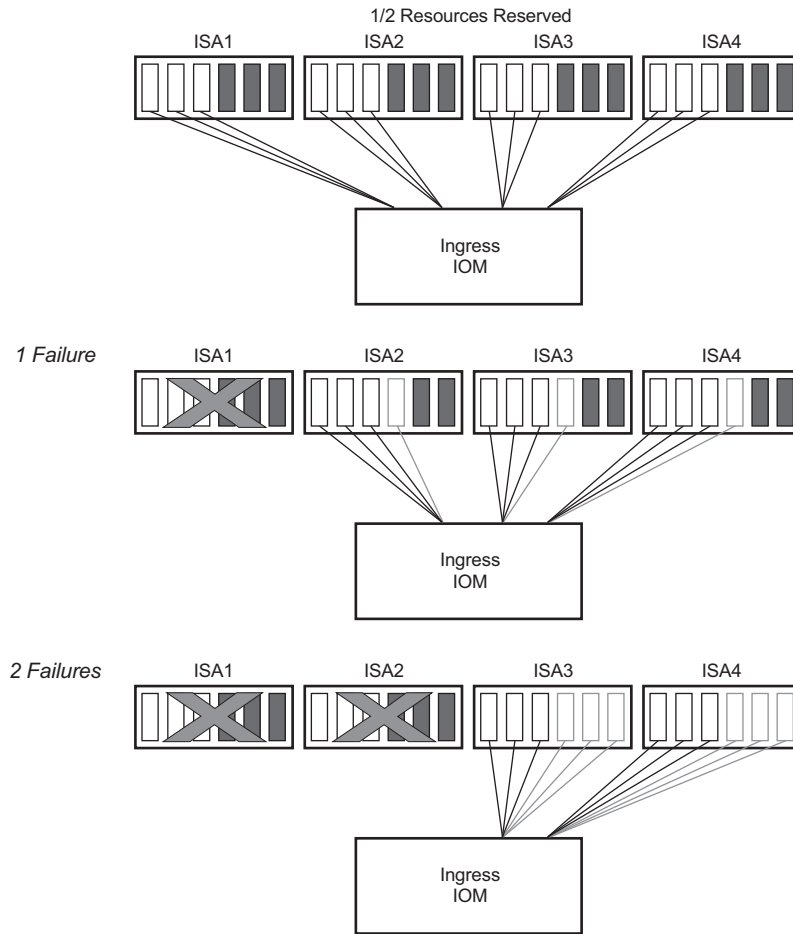 1/2 Resources Reserved
ISA1 ISA2 ISA3 ISA4
Ingress
IOM
1 Failure ISA1 ISA2 ISA3 ISA4
Ingress
IOM
2 Failures ISA1 ISA2 ISA3 ISA4
Ingress
IOM